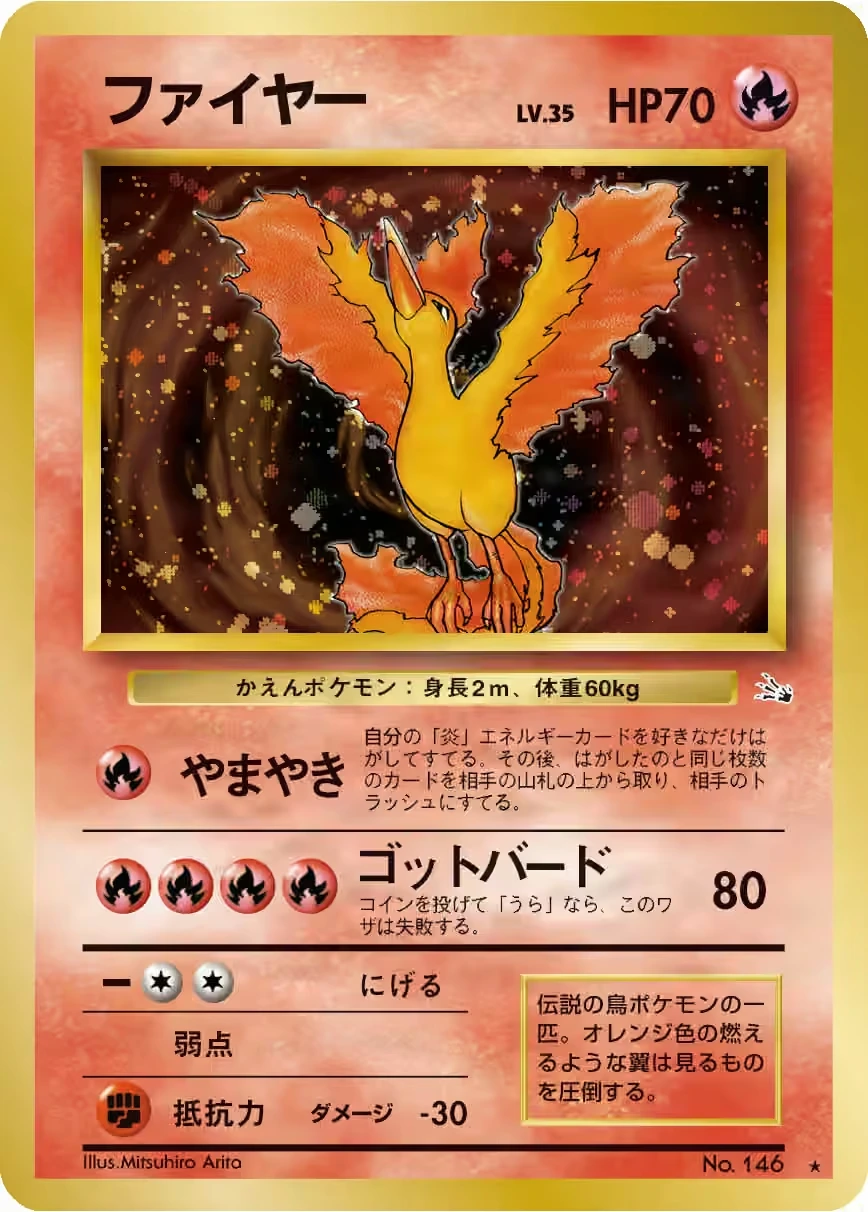 ファイヤー
LV.35 HP70
かえんポケモン：身長2m、体重60kg
やまやき
自分の「炎」エネルギーカードを好きなだけは
がしてすてる。その後、はがしたのと同じ枚数
のカードを相手の山札の上から取り、相手のト
ラッシュにすてる。
ゴットバード 80
コインを投げて「うら」なら、このワ
ザは失敗する。
ー にげる
弱点
抵抗力 ダメージ -30
伝説の鳥ポケモンの一
匹。オレンジ色の燃え
るような翼は見るもの
を圧倒する。
Illus.Mitsuhiro Arita
No. 146 ★